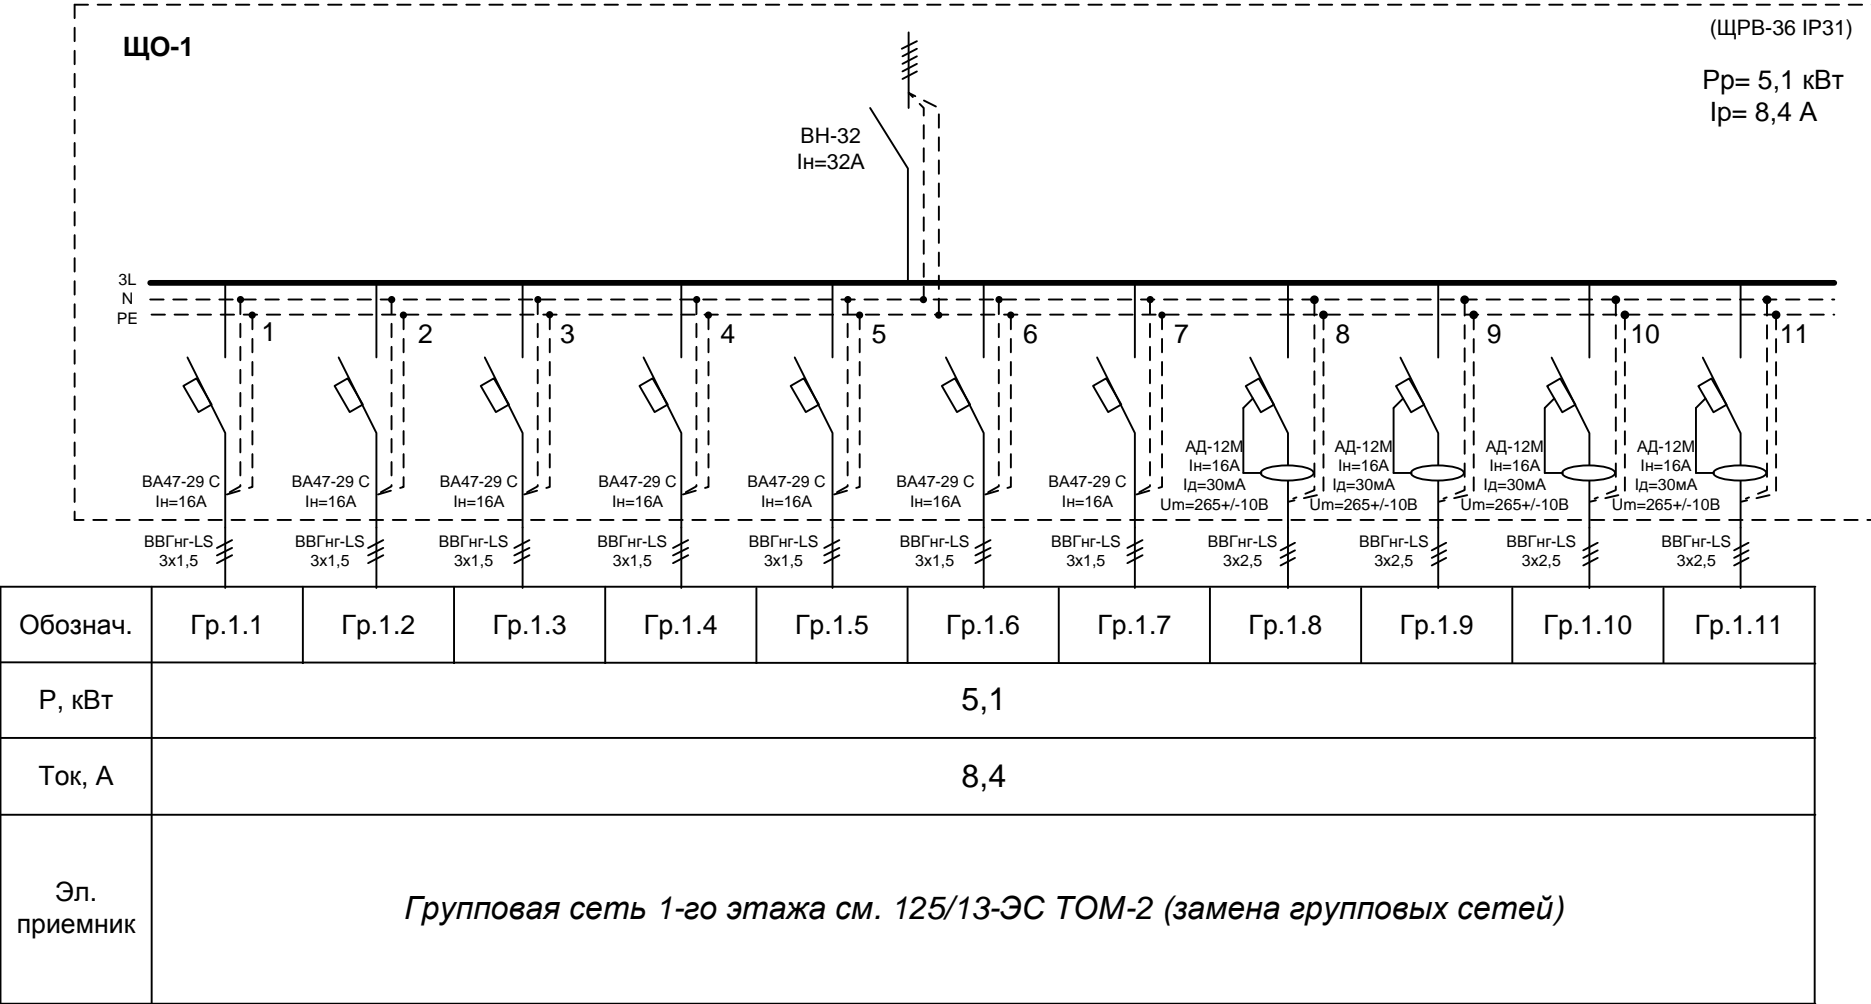 ЩО-1
(ЩРВ-36 IP31)
Рр= 5,1 кВт
Iр= 8,4 А
ВН-32
Iн=32А
3L
N
PE
1
2
3
4
5
6
7
8
9
10
11
ВА47-29 С
Iн=16А
ВА47-29 С
Iн=16А
ВА47-29 С
Iн=16А
ВА47-29 С
Iн=16А
ВА47-29 С
Iн=16А
ВА47-29 С
Iн=16А
ВА47-29 С
Iн=16А
АД-12М
Iн=16А
Iд=30мА
Um=265+/-10В
АД-12М
Iн=16А
Iд=30мА
Um=265+/-10В
АД-12М
Iн=16А
Iд=30мА
Um=265+/-10В
АД-12М
Iн=16А
Iд=30мА
Um=265+/-10В
ВВГнг-LS
3х1,5
ВВГнг-LS
3х1,5
ВВГнг-LS
3х1,5
ВВГнг-LS
3х1,5
ВВГнг-LS
3х1,5
ВВГнг-LS
3х1,5
ВВГнг-LS
3х1,5
ВВГнг-LS
3х2,5
ВВГнг-LS
3х2,5
ВВГнг-LS
3х2,5
ВВГнг-LS
3х2,5
Обознач. Гр.1.1 Гр.1.2 Гр.1.3 Гр.1.4 Гр.1.5 Гр.1.6 Гр.1.7 Гр.1.8 Гр.1.9 Гр.1.10 Гр.1.11
Р, кВт 5,1
Ток, А 8,4
Эл.
приемник
Групповая сеть 1-го этажа см. 125/13-ЭС ТОМ-2 (замена групповых сетей)